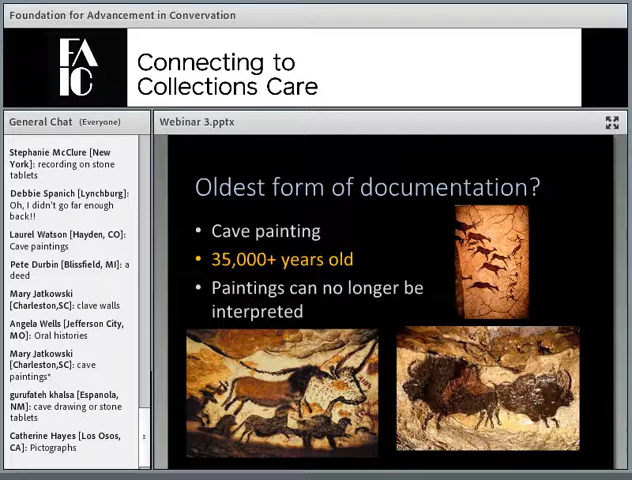 Foundation for Advancement in Convervation
FA
IC
Connecting to
Collections Care
General Chat (Everyone)
Stephanie McClure [New
York]: recording on stone
tablets
Debbie Spanich [Lynchburg]:
Oh, I didn't go far enough
back!!
Laurel Watson [Hayden, CO]:
Cave paintings
Pete Durbin [Blissfield, MI]: a
deed
Mary Jatkowski
[Charleston,SC]: clave walls
Angela Wells [Jefferson City,
MO]: Oral histories
Mary Jatkowski
[Charleston,SC]: cave
paintings*
gurufateh khalsa [Espanola,
NM]: cave drawing or stone
tablets
Catherine Hayes [Los Osos,
CA]: Pictographs
Webinar 3.pptx
Oldest form of documentation?
• Cave painting
• 35,000+ years old
• Paintings can no longer be
interpreted